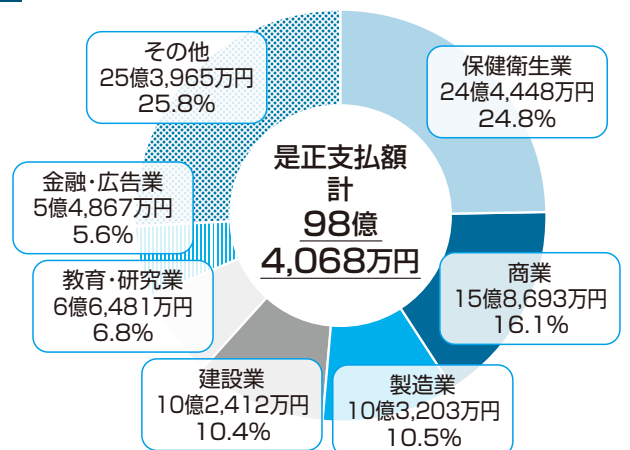 その他
25億3,965万円
25.8%
保健衛生業
24億4,448万円
24.8%
是正支払額
計
98億
4,068万円
金融・広告業
5億4,867万円
5.6%
商業
15億8,693万円
16.1%
教育・研究業
6億6,481万円
6.8%
建設業
10億2,412万円
10.4%
製造業
10億3,203万円
10.5%